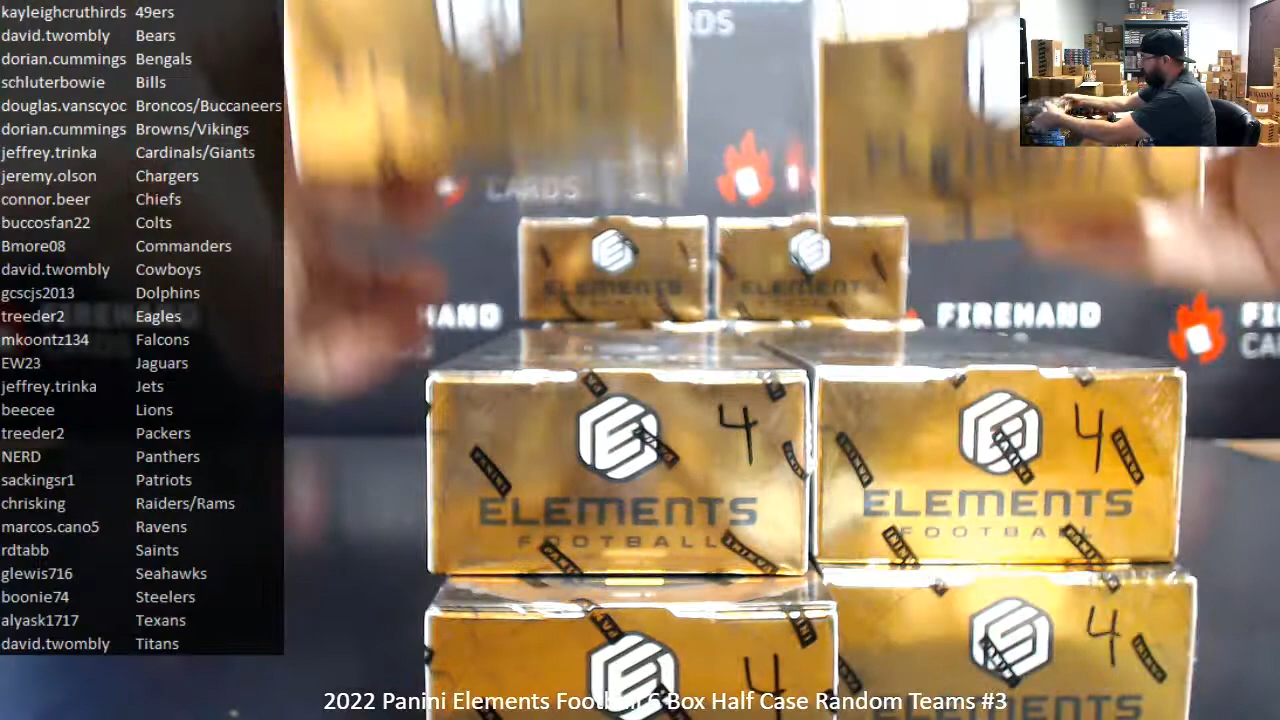 kayleighcruthirds 49ers
david.twombly Bears
dorian.cummings Bengals
schluterbowie Bills
douglas.vanscyoc Broncos/Buccaneers
dorian.cummings Browns/Vikings
jeffrey.trinka Cardinals/Giants
jeremy.olson Chargers
connor.beer Chiefs
buccosfan22 Colts
Bmore08 Commanders
david.twombly Cowboys
gcscjs2013 Dolphins
treeder2 Eagles
mkoontz134 Falcons
EW23 Jaguars
jeffrey.trinka Jets
beecee Lions
treeder2 Packers
NERD Panthers
sackingsr1 Patriots
chrisking Raiders/Rams
marcos.cano5 Ravens
rdtabb Saints
glewis716 Seahawks
boonie74 Steelers
alyask1717 Texans
david.twombly Titans
CARDS
ELEMENTS
ELEMENTS
FIREHAND
4
ELEMENTS
FOOTBALL
4
ELEMENTS
FOOTBALL
4
4
ELEMENTS
2022 Panini Elements Football 6 Box Half Case Random Teams #3